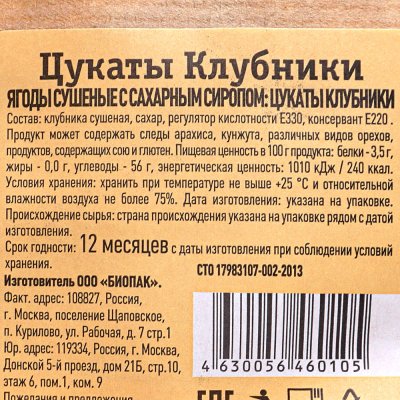 Цукаты Клубники
ЯГОДЫ СУШЕНЫЕ С САХАРНЫМ СИРОПОМ: ЦУКАТЫ КЛУБНИКИ
Состав: клубника сушеная, сахар, регулятор кислотности Е330, консервант Е220 .
Продукт может содержать следы арахиса, кунжута, различных видов орехов,
продуктов, содержащих сою и глютен. Пищевая ценность в 100 г продукта: белки - 3,5 г,
жиры - 0,0 г, углеводы - 56 г, энергетическая ценность: 1010 кДж / 240 ккал.
Условия хранения: хранить при температуре не выше +25 °С и относительной
влажности воздуха не более 75%. Дата изготовления: указана на упаковке.
Происхождение сырья: страна происхождения указана на упаковке рядом с датой
изготовления.
Срок годности: 12 месяцев с даты изготовления при соблюдении условий
хранения.
СТО 17983107-002-2013
Изготовитель ООО «БИОПАК».
Факт. адрес: 108827, Россия,
г. Москва, поселение Щаповское,
п. Курилово, ул. Рабочая, д. 7 стр.1
Юр. адрес: 119334, Россия, г. Москва,
Донской 5-й проезд, дом 21Б, стр.10,
этаж 6, пом.1, ком. 9
Пожелания и предложения
4 630056 460105